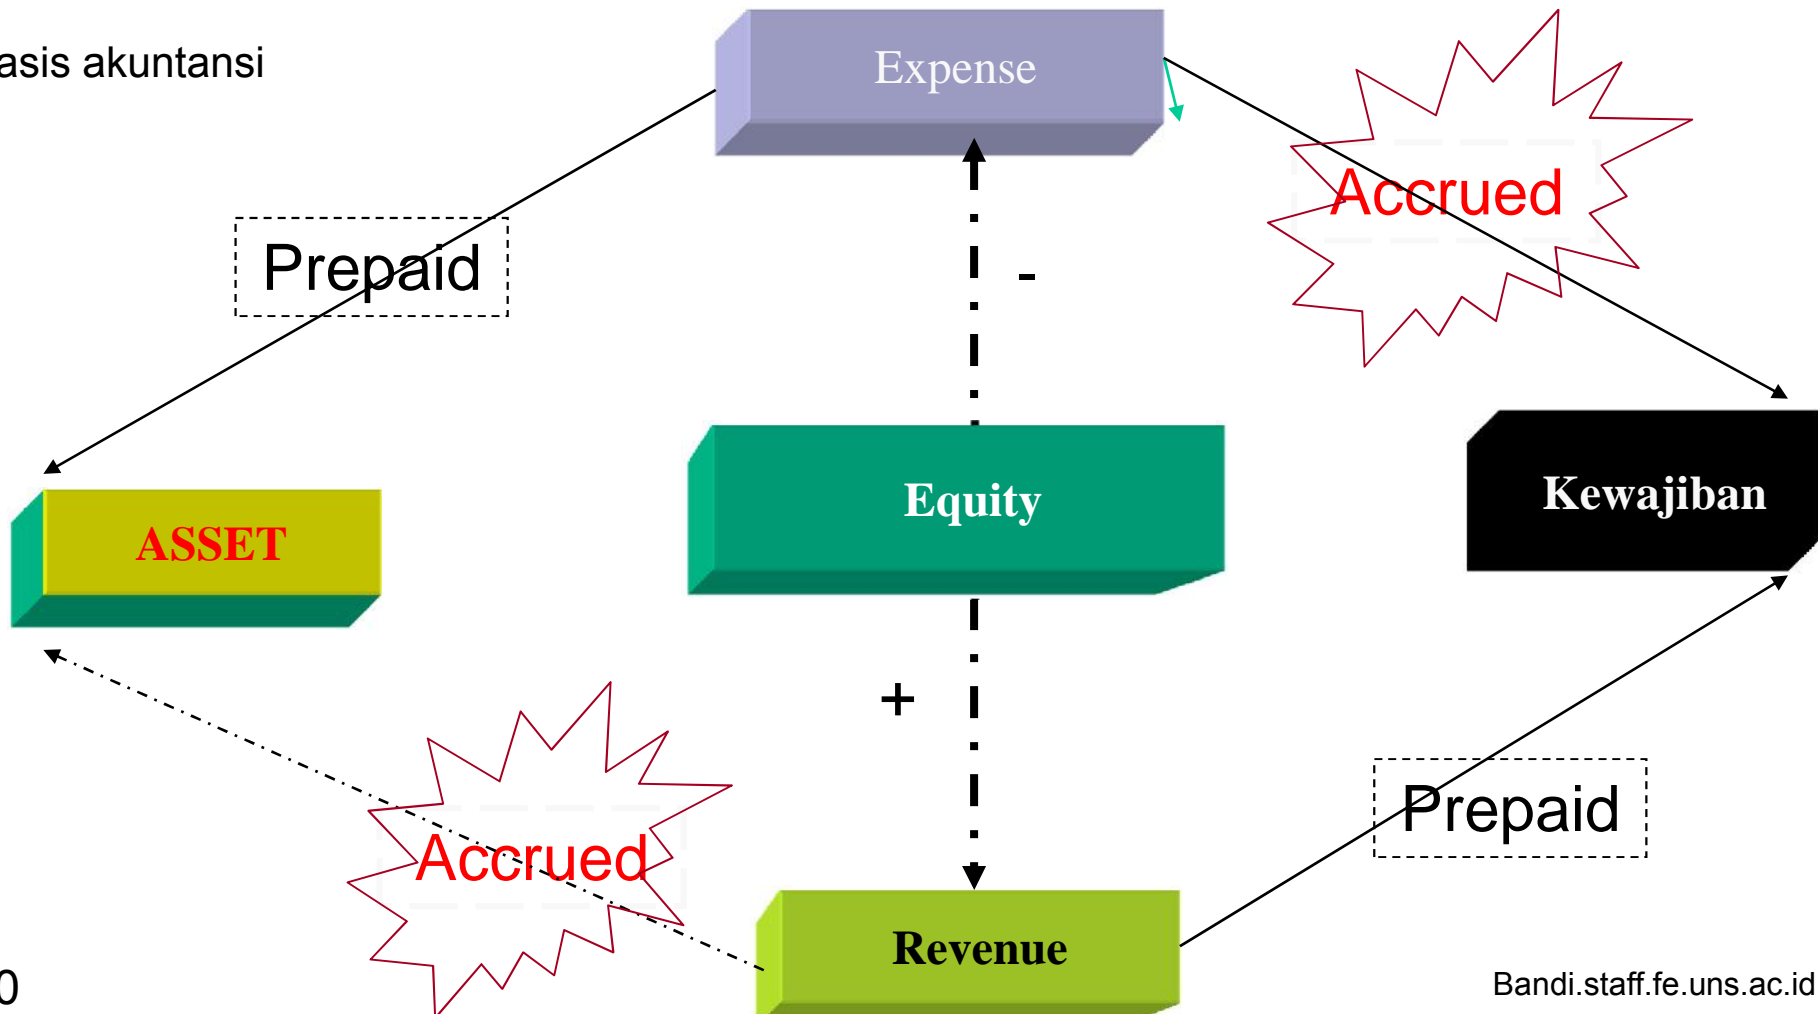 asis akuntansi
Expense
Accrued
Prepaid
-
Equity
Kewajiban
ASSET
+
Prepaid
Accrued
Revenue
0
Bandi.staff.fe.uns.ac.id